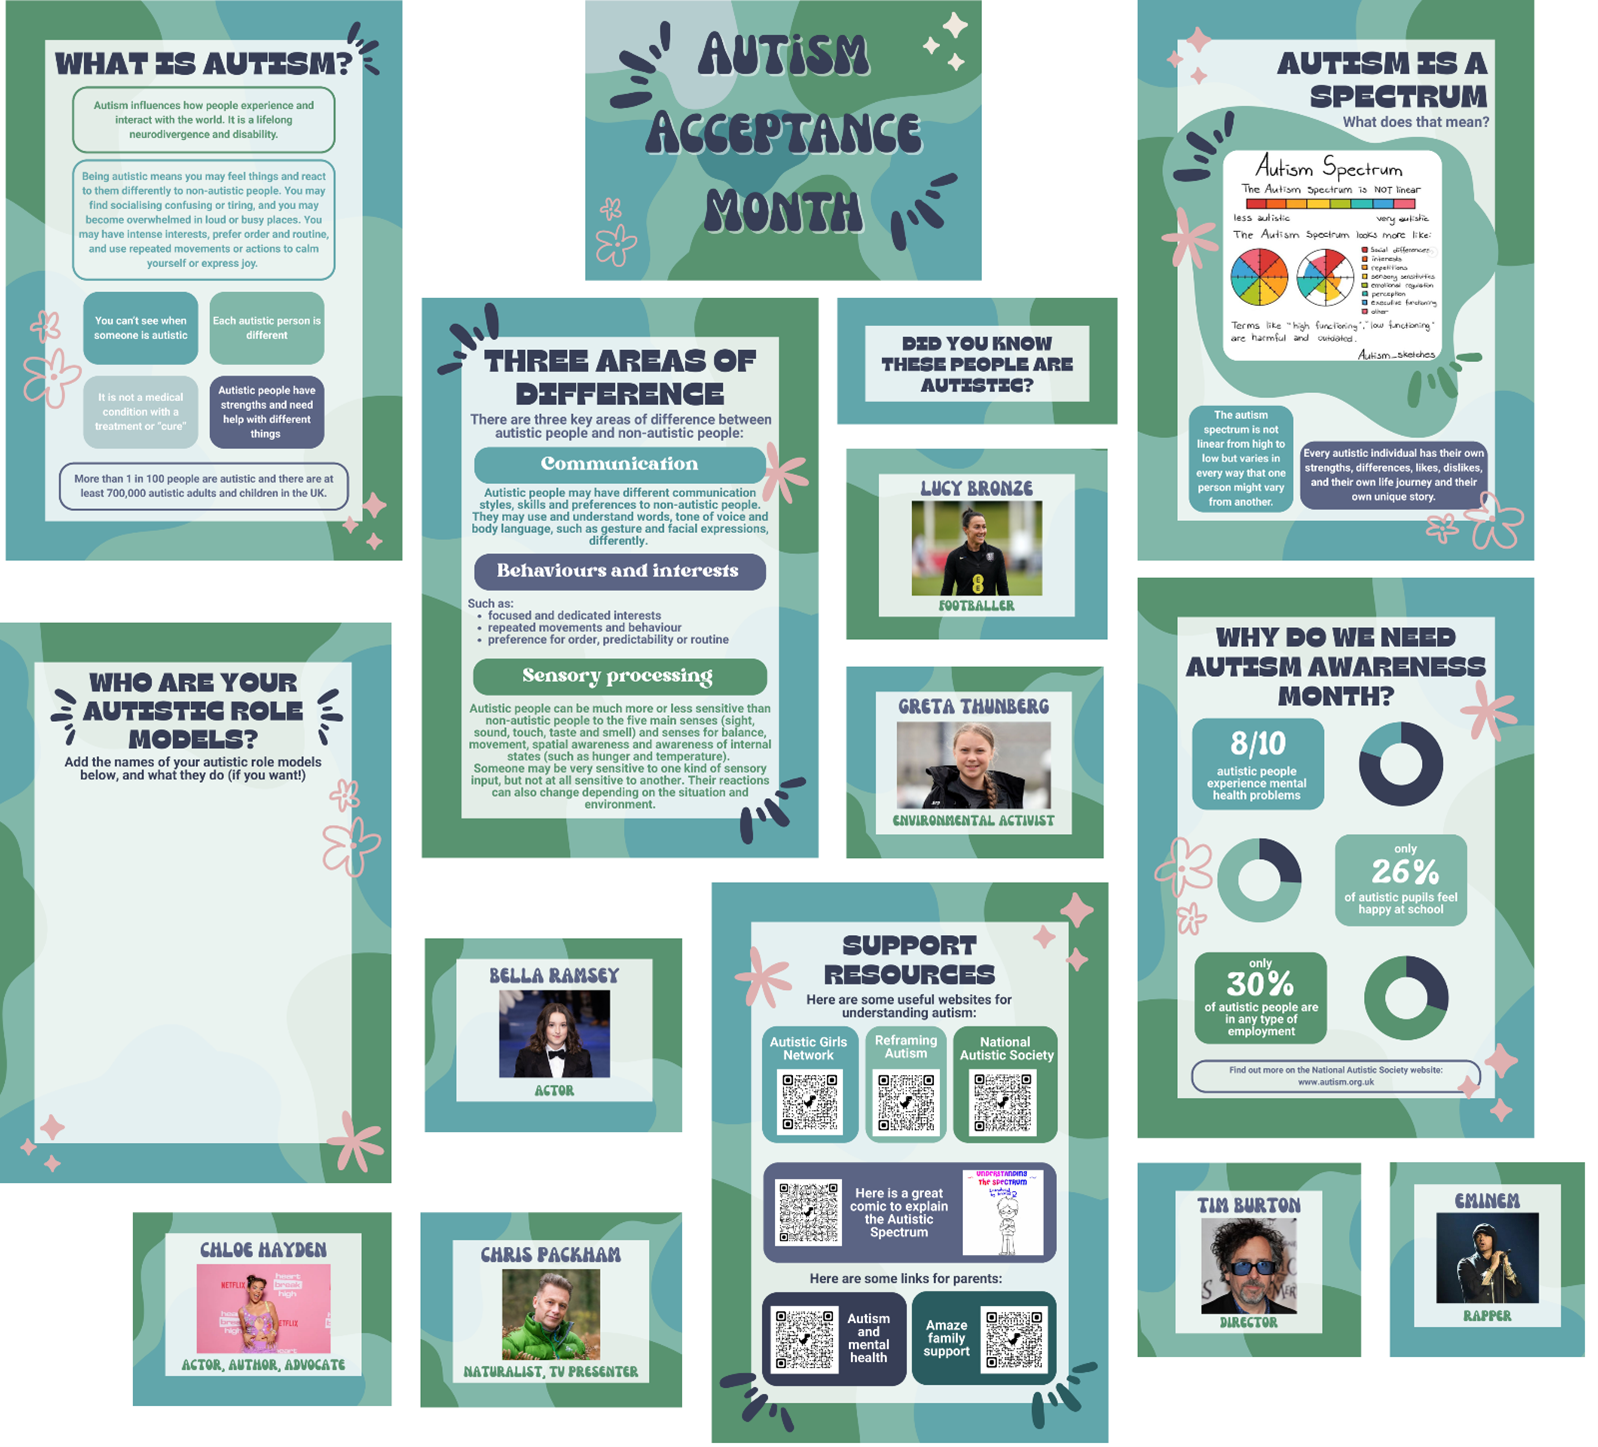 WHAT IS AUTISM?
Autism influences how people experience and
interact with the world. It is a lifelong
neurodivergence and disability.
Being autistic means you may feel things and react
to them differently to non-autistic people. You may
find socialising confusing or tiring, and you may
become overwhelmed in loud or busy places. You
may have intense interests, prefer order and routine,
and use repeated movements or actions to calm
yourself or express joy.
You can't see when
someone is autistic
Each autistic person is
different
It is not a medical
condition with a
treatment or "cure"
Autistic people have
strengths and need
help with different
things
More than 1 in 100 people are autistic and there are at
least 700,000 autistic adults and children in the UK.
AUTISM
ACCEPTANCE
MONTH
AUTISM IS A
SPECTRUM
What does that mean?
Autism Spectrum
The Autism Spectrum is NOT linear
less autistic
very autistic
The Autism Spectrum looks more like:
Social differences
interests
repetitions
sensory sensitivities
emotional regulation
perception
executive functioning
other
Terms like "high functioning", "low functioning"
are harmful and outdated.
Autism_sketches
The autism
spectrum is not
linear from high to
low but varies in
every way that one
person might vary
from another.
Every autistic individual has their own
strengths, differences, likes, dislikes,
and their own life journey and their
own unique story.
THREE AREAS OF
DIFFERENCE
There are three key areas of difference between
autistic people and non-autistic people:
Communication
Autistic people may have different communication
styles, skills and preferences to non-autistic people.
They may use and understand words, tone of voice and
body language, such as gesture and facial expressions,
differently.
Behaviours and interests
Such as:
• focused and dedicated interests
• repeated movements and behaviour
• preference for order, predictability or routine
Sensory processing
Autistic people can be much more or less sensitive than
non-autistic people to the five main senses (sight,
sound, touch, taste and smell) and senses for balance,
movement, spatial awareness and awareness of internal
states (such as hunger and temperature).
Someone may be very sensitive to one kind of sensory
input, but not at all sensitive to another. Their reactions
can also change depending on the situation and
environment.
DID YOU KNOW
THESE PEOPLE ARE
AUTISTIC?
LUCY BRONZE
FOOTBALLER
GRETA THUNBERG
ENVIRONMENTAL ACTIVIST
WHO ARE YOUR
AUTISTIC ROLE
MODELS?
Add the names of your autistic role models
below, and what they do (if you want!)
WHY DO WE NEED
AUTISM AWARENESS
MONTH?
8/10
autistic people
experience mental
health problems
only
26%
of autistic pupils feel
happy at school
only
30%
of autistic people are
in any type of
employment
Find out more on the National Autistic Society website:
www.autism.org.uk
BELLA RAMSEY
ACTOR
SUPPORT
RESOURCES
Here are some useful websites for
understanding autism:
Autistic Girls
Network
Reframing
Autism
National
Autistic Society
Here is a great
comic to explain
the Autistic
Spectrum
understanding
the spectrum
Here are some links for parents:
Autism
and
mental
health
Amaze
family
support
CHLOE HAYDEN
NETFLIX
heart
break
high
ACTOR, AUTHOR, ADVOCATE
CHRIS PACKHAM
NATURALIST, TV PRESENTER
TIM BURTON
DIRECTOR
EMINEM
RAPPER